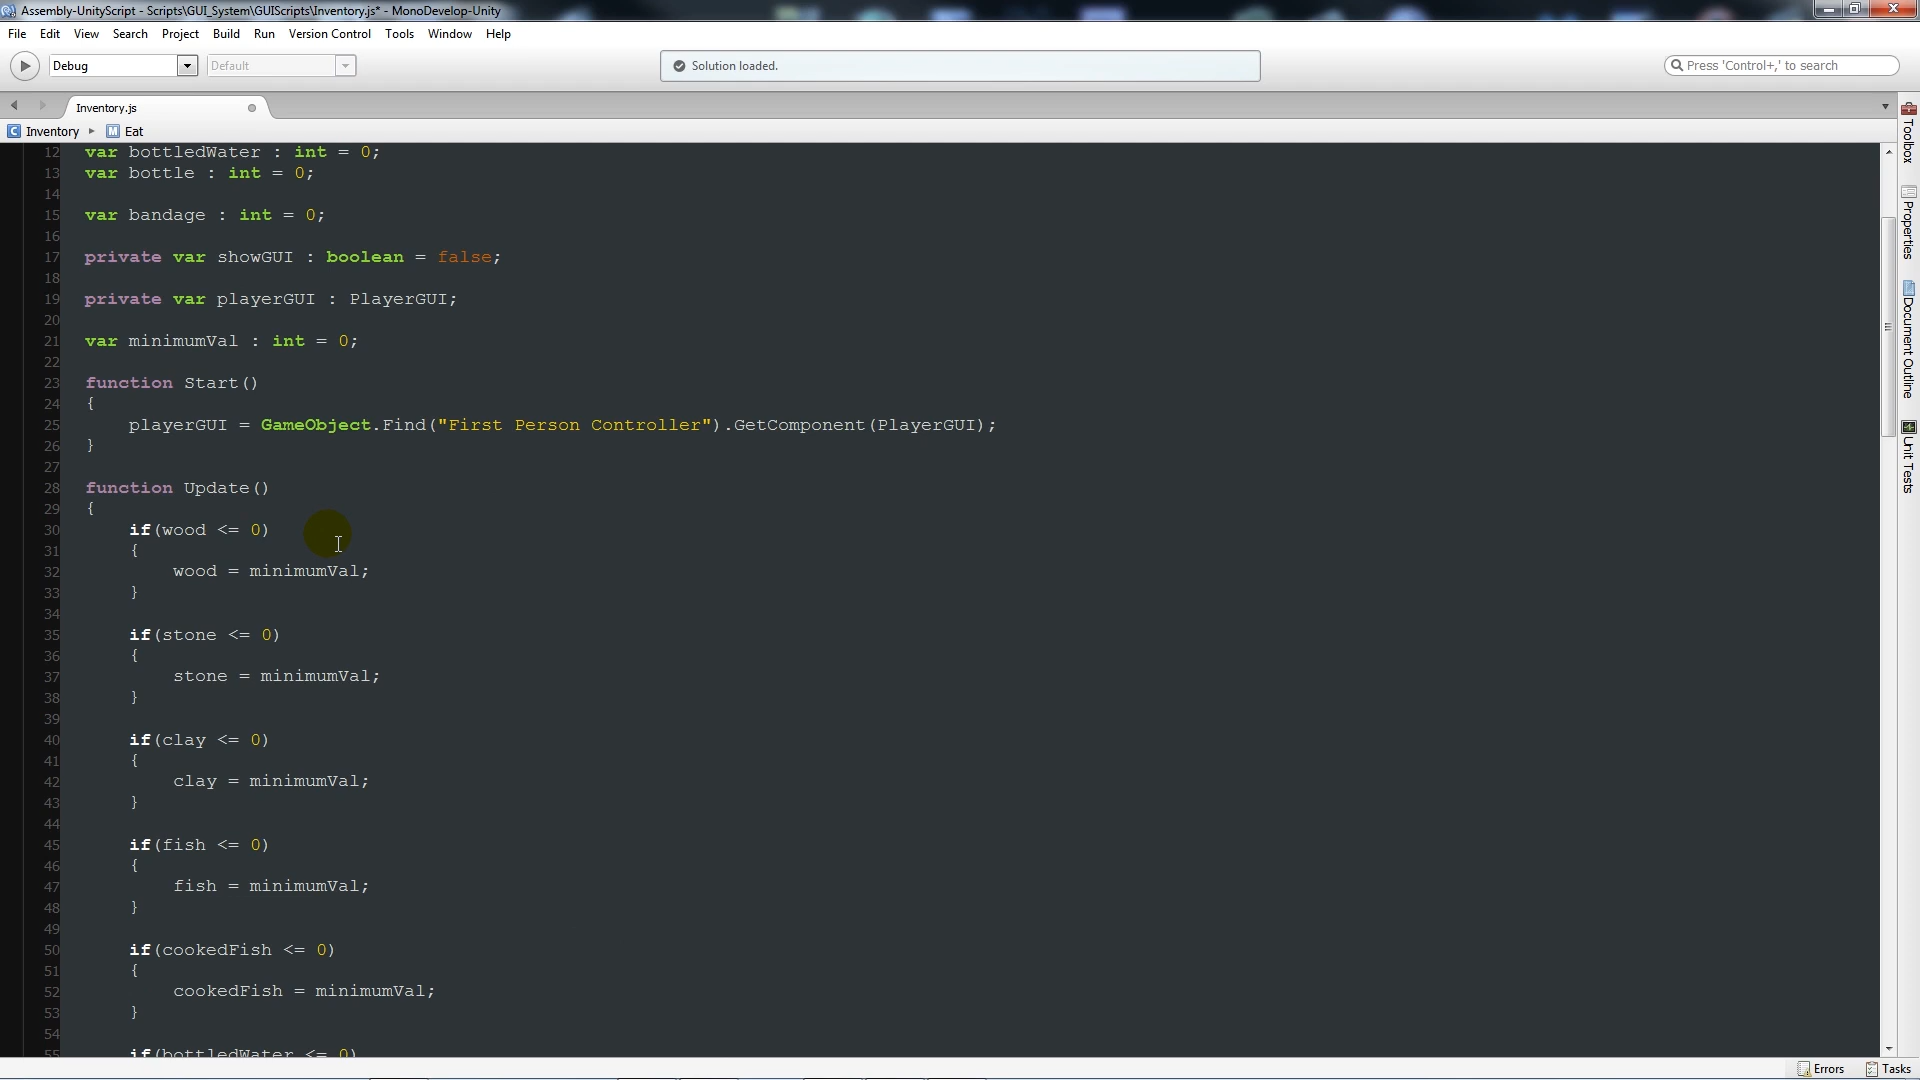 Assembly-UnityScript - Scripts\GUI_System\GUIScripts\Inventory.js* - MonoDevelop-Unity
File Edit View Search Project Build Run Version Control Tools Window Help
Debug Default Solution loaded. Press 'Control+,' to search
Inventory.js
Inventory Eat
12 var bottledWater : int = 0;
13 var bottle : int = 0;
14
15 var bandage : int = 0;
16
17 private var showGUI : boolean = false;
18
19 private var playerGUI : PlayerGUI;
20
21 var minimumVal : int = 0;
22
23 function Start()
24 {
25 playerGUI = GameObject.Find("First Person Controller").GetComponent(PlayerGUI);
26 }
27
28 function Update()
29 {
30 if(wood <= 0)
31 {
32 wood = minimumVal;
33 }
34
35 if(stone <= 0)
36 {
37 stone = minimumVal;
38 }
39
40 if(clay <= 0)
41 {
42 clay = minimumVal;
43 }
44
45 if(fish <= 0)
46 {
47 fish = minimumVal;
48 }
49
50 if(cookedFish <= 0)
51 {
52 cookedFish = minimumVal;
53 }
54
55 if(bottledWater <= 0)
Toolbox
Properties
Document Outline
Unit Tests
Errors Tasks